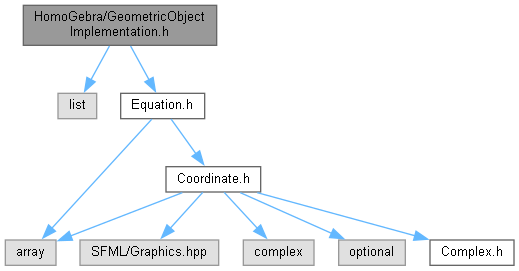 HomoGebra/GeometricObject
Implementation.h
list
Equation.h
Coordinate.h
array
SFML/Graphics.hpp
complex
optional
Complex.h